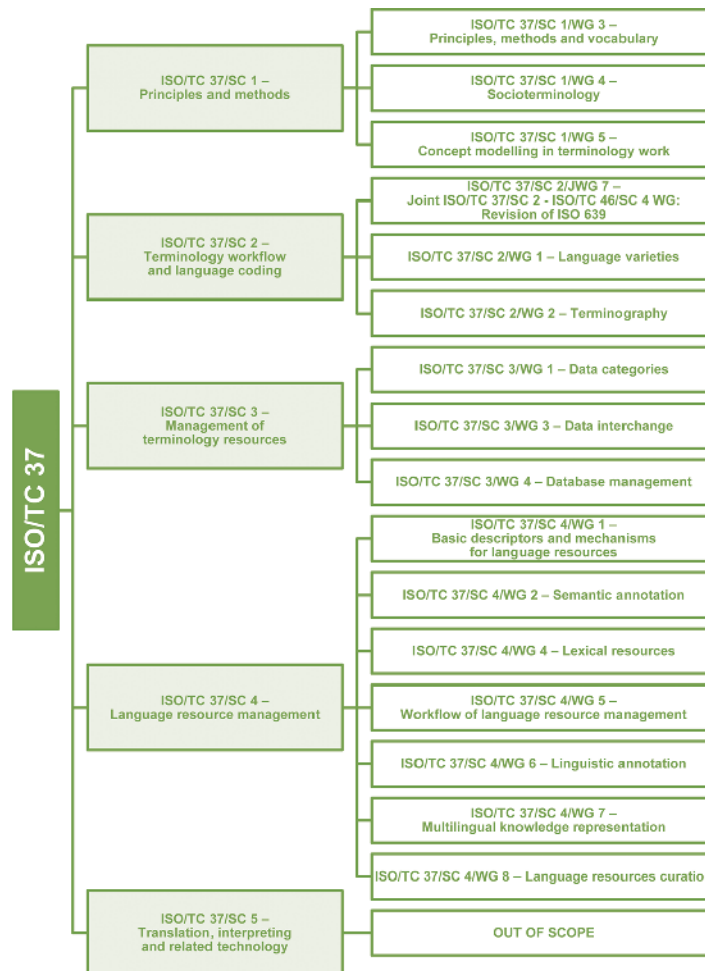 ISO/TC 37
ISO/TC 37/SC 1 –
Principles and methods
ISO/TC 37/SC 1/WG 3 –
Principles, methods and vocabulary
ISO/TC 37/SC 1/WG 4 –
Socioterminology
ISO/TC 37/SC 1/WG 5 –
Concept modelling in terminology work
ISO/TC 37/SC 2 –
Terminology workflow
and language coding
ISO/TC 37/SC 2/JWG 7 –
Joint ISO/TC 37/SC 2 - ISO/TC 46/SC 4 WG:
Revision of ISO 639
ISO/TC 37/SC 2/WG 1 – Language varieties
ISO/TC 37/SC 2/WG 2 – Terminography
ISO/TC 37/SC 3 –
Management of
terminology resources
ISO/TC 37/SC 3/WG 1 – Data categories
ISO/TC 37/SC 3/WG 3 – Data interchange
ISO/TC 37/SC 3/WG 4 – Database management
ISO/TC 37/SC 4 –
Language resource management
ISO/TC 37/SC 4/WG 1 –
Basic descriptors and mechanisms
for language resources
ISO/TC 37/SC 4/WG 2 – Semantic annotation
ISO/TC 37/SC 4/WG 4 – Lexical resources
ISO/TC 37/SC 4/WG 5 –
Workflow of language resource management
ISO/TC 37/SC 4/WG 6 – Linguistic annotation
ISO/TC 37/SC 4/WG 7 –
Multilingual knowledge representation
ISO/TC 37/SC 4/WG 8 – Language resources curatio
ISO/TC 37/SC 5 –
Translation, interpreting
and related technology
OUT OF SCOPE